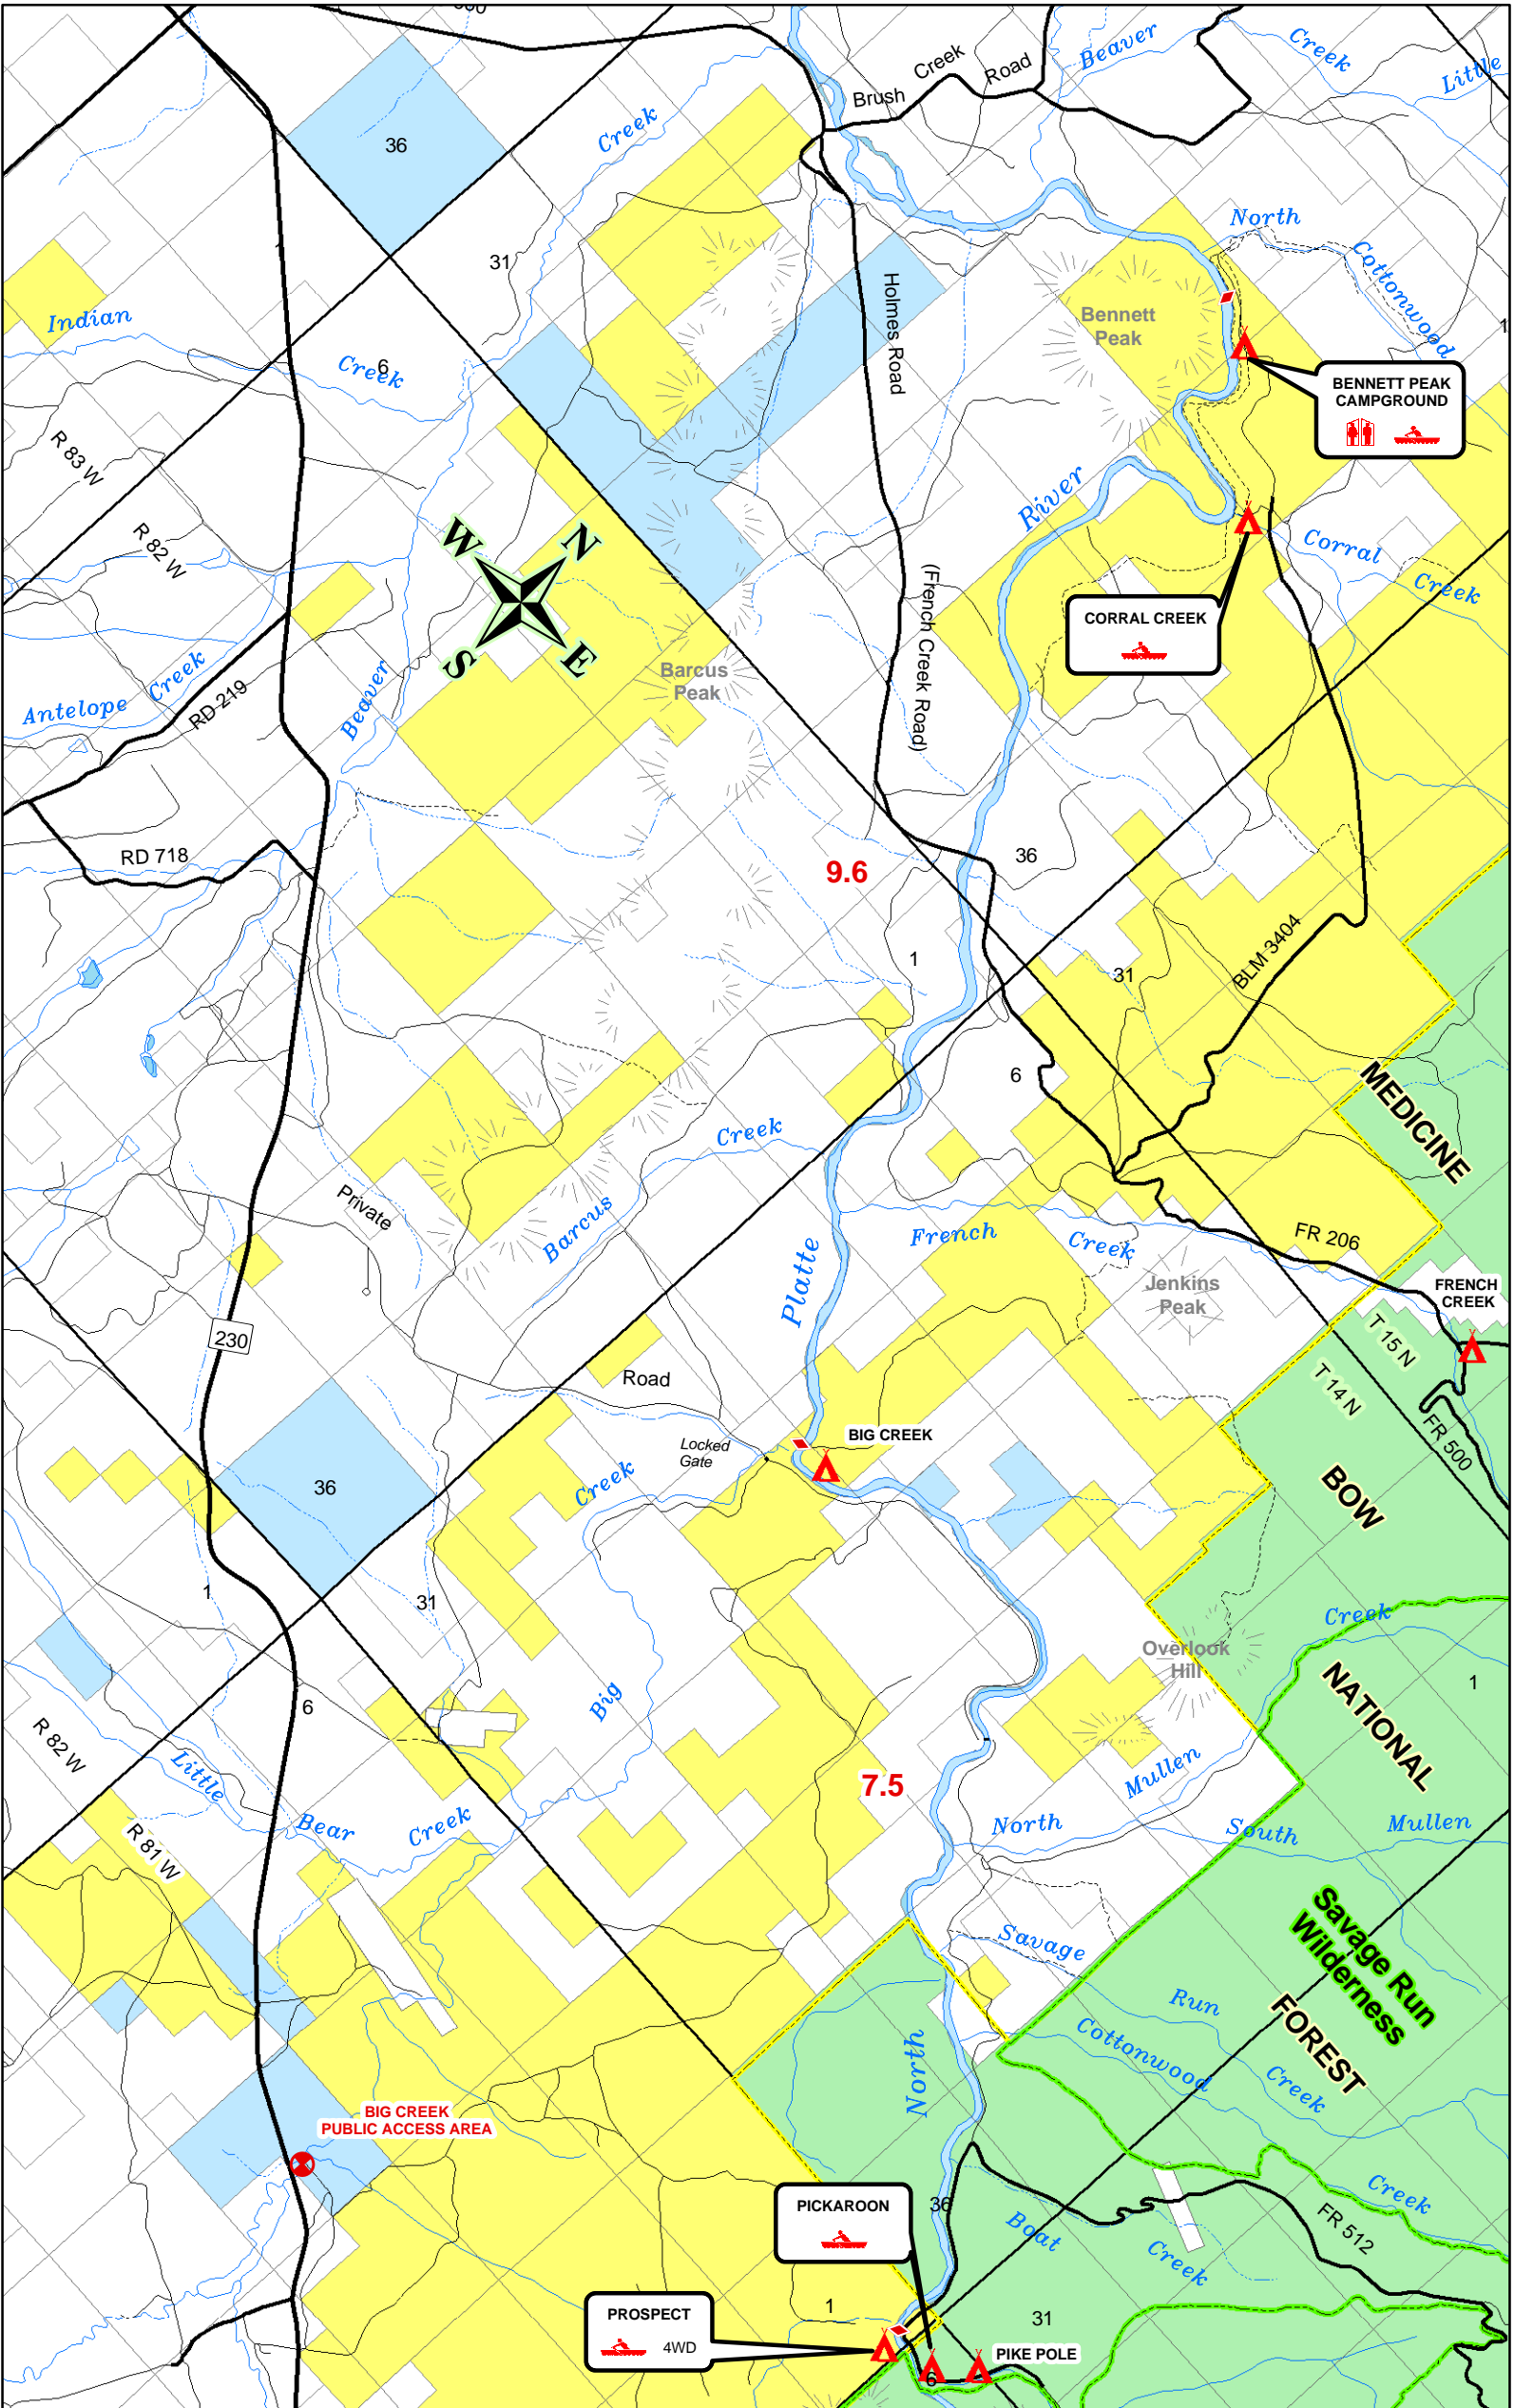 Creek
Road
Brush
Beaver
Creek
Little
36
Creek
31
North
Cottonwood
Indian
Creek
6
Holmes Road
Bennett
Peak
BENNETT PEAK
CAMPGROUND
R 83 W
R 82 W
River
W
N
S
E
Corral
Creek
CORRAL CREEK
(French Creek Road)
Barcus
Peak
Antelope
Creek
RD 219
Beaver
RD 718
9.6
36
1
31
BLM 3404
6
MEDICINE
Creek
Barcus
Private
Platte
French
Creek
FR 206
Jenkins
Peak
FRENCH
CREEK
T 15 N
T 14 N
FR 500
230
Road
BIG CREEK
Locked
Gate
Creek
36
BOW
1
31
Creek
Overlook
Hill
NATIONAL
1
6
Big
R 82 W
Little
Bear
Creek
R 81 W
7.5
Mullen
North
South
Mullen
Savage Run
Wilderness
Savage
Run
Creek
FOREST
Cottonwood
Creek
North
BIG CREEK
PUBLIC ACCESS AREA
PICKAROON
36
Boat
Creek
FR 512
PROSPECT
4WD
1
31
PIKE POLE
6